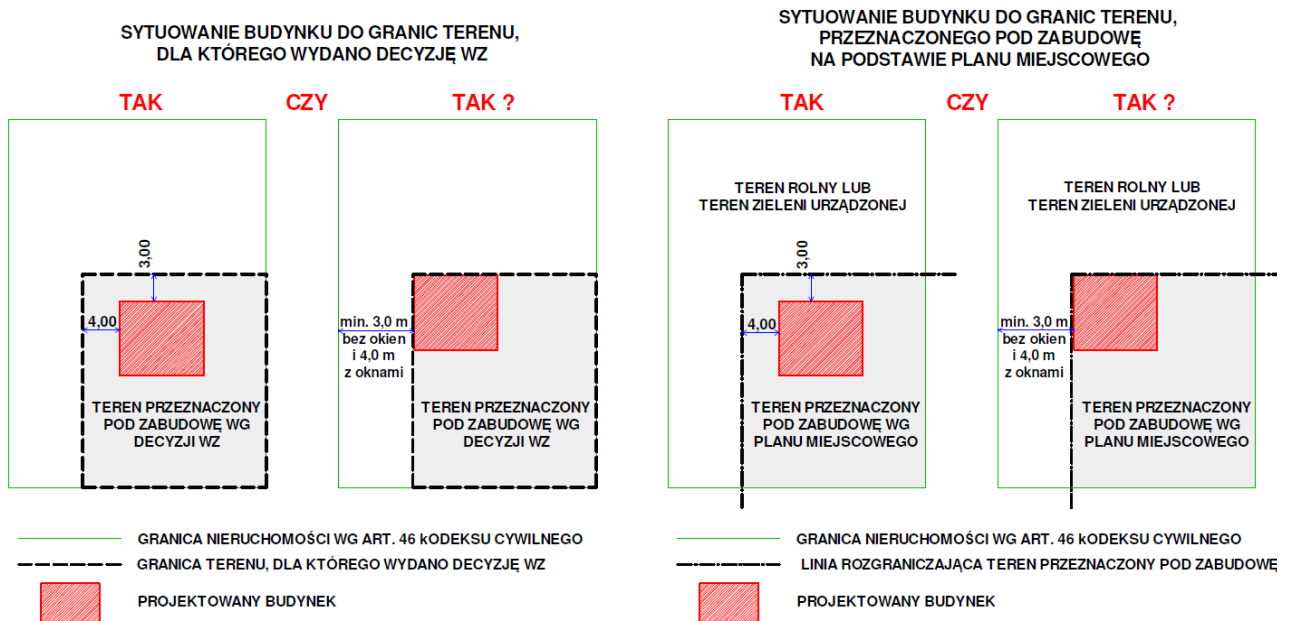 SYTUOWANIE BUDYNKU DO GRANIC TERENU,
DLA KTÓREGO WYDANO DECYZJĘ WZ
TAK
CZY
TAK ?
3,00
4,00
TEREN PRZEZNACZONY
POD ZABUDOWĘ WG
DECYZJI WZ
min. 3,0 m
bez okien
i 4,0 m
z oknami
TEREN PRZEZNACZONY
POD ZABUDOWĘ WG
DECYZJI WZ
GRANICA NIERUCHOMOŚCI WG ART. 46 kODEKSU CYWILNEGO
GRANICA TERENU, DLA KTÓREGO WYDANO DECYZJĘ WZ
PROJEKTOWANY BUDYNEK
SYTUOWANIE BUDYNKU DO GRANIC TERENU,
PRZEZNACZONEGO POD ZABUDOWĘ
NA PODSTAWIE PLANU MIEJSCOWEGO
TAK
CZY
TAK ?
TEREN ROLNY LUB
TEREN ZIELENI URZĄDZONEJ
3,00
4,00
TEREN PRZEZNACZONY
POD ZABUDOWĘ WG
PLANU MIEJSCOWEGO
TEREN ROLNY LUB
TEREN ZIELENI URZĄDZONEJ
min. 3,0 m
bez okien
i 4,0 m
z oknami
TEREN PRZEZNACZONY
POD ZABUDOWĘ WG
PLANU MIEJSCOWEGO
GRANICA NIERUCHOMOŚCI WG ART. 46 kODEKSU CYWILNEGO
LINIA ROZGRANICZAJĄCA TEREN PRZEZNACZONY POD ZABUDOWĘ
PROJEKTOWANY BUDYNEK